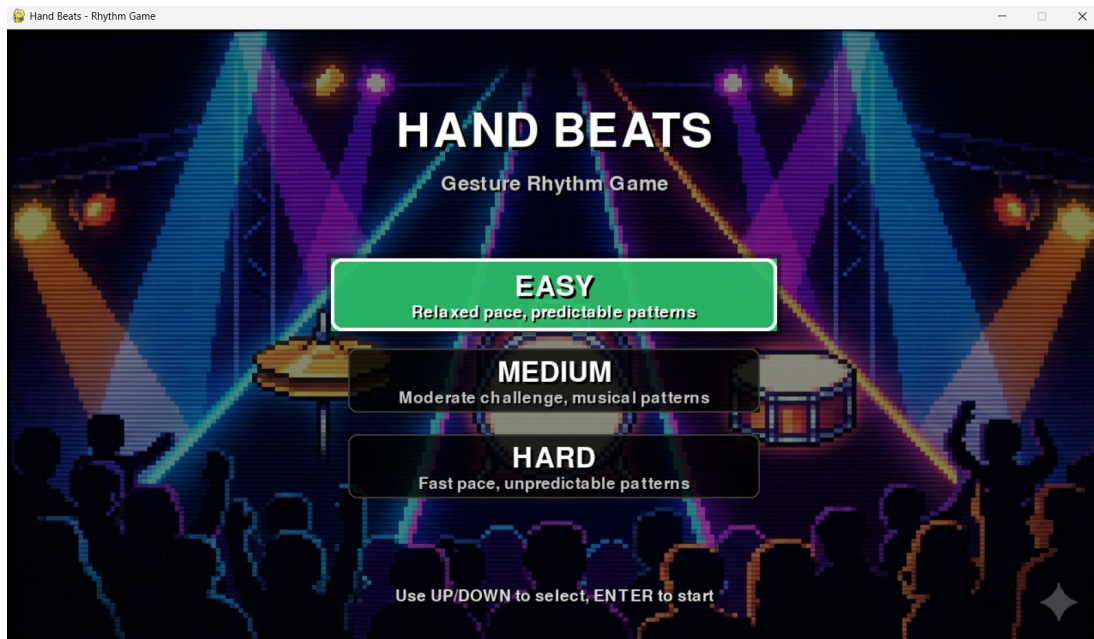 Hand Beats - Rhythm Game
HAND BEATS
Gesture Rhythm Game
EASY
Relaxed pace, predictable patterns
MEDIUM
Moderate challenge, musical patterns
HARD
Fast pace, unpredictable patterns
Use UP/DOWN to select, ENTER to start